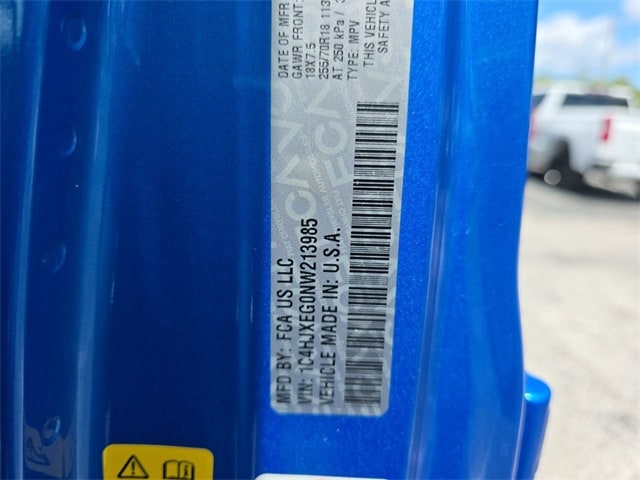 MFD BY: FCA US LLC
DATE OF MFR
GAWR FRONT:
18X7.5
VIN: 1C4HJXEG0NW213985
255/70R18 113
AT 250 kPa /
TYPE: MPV
VEHICLE MADE IN: U.S.A.
THIS VEHICLE
SAFETY A